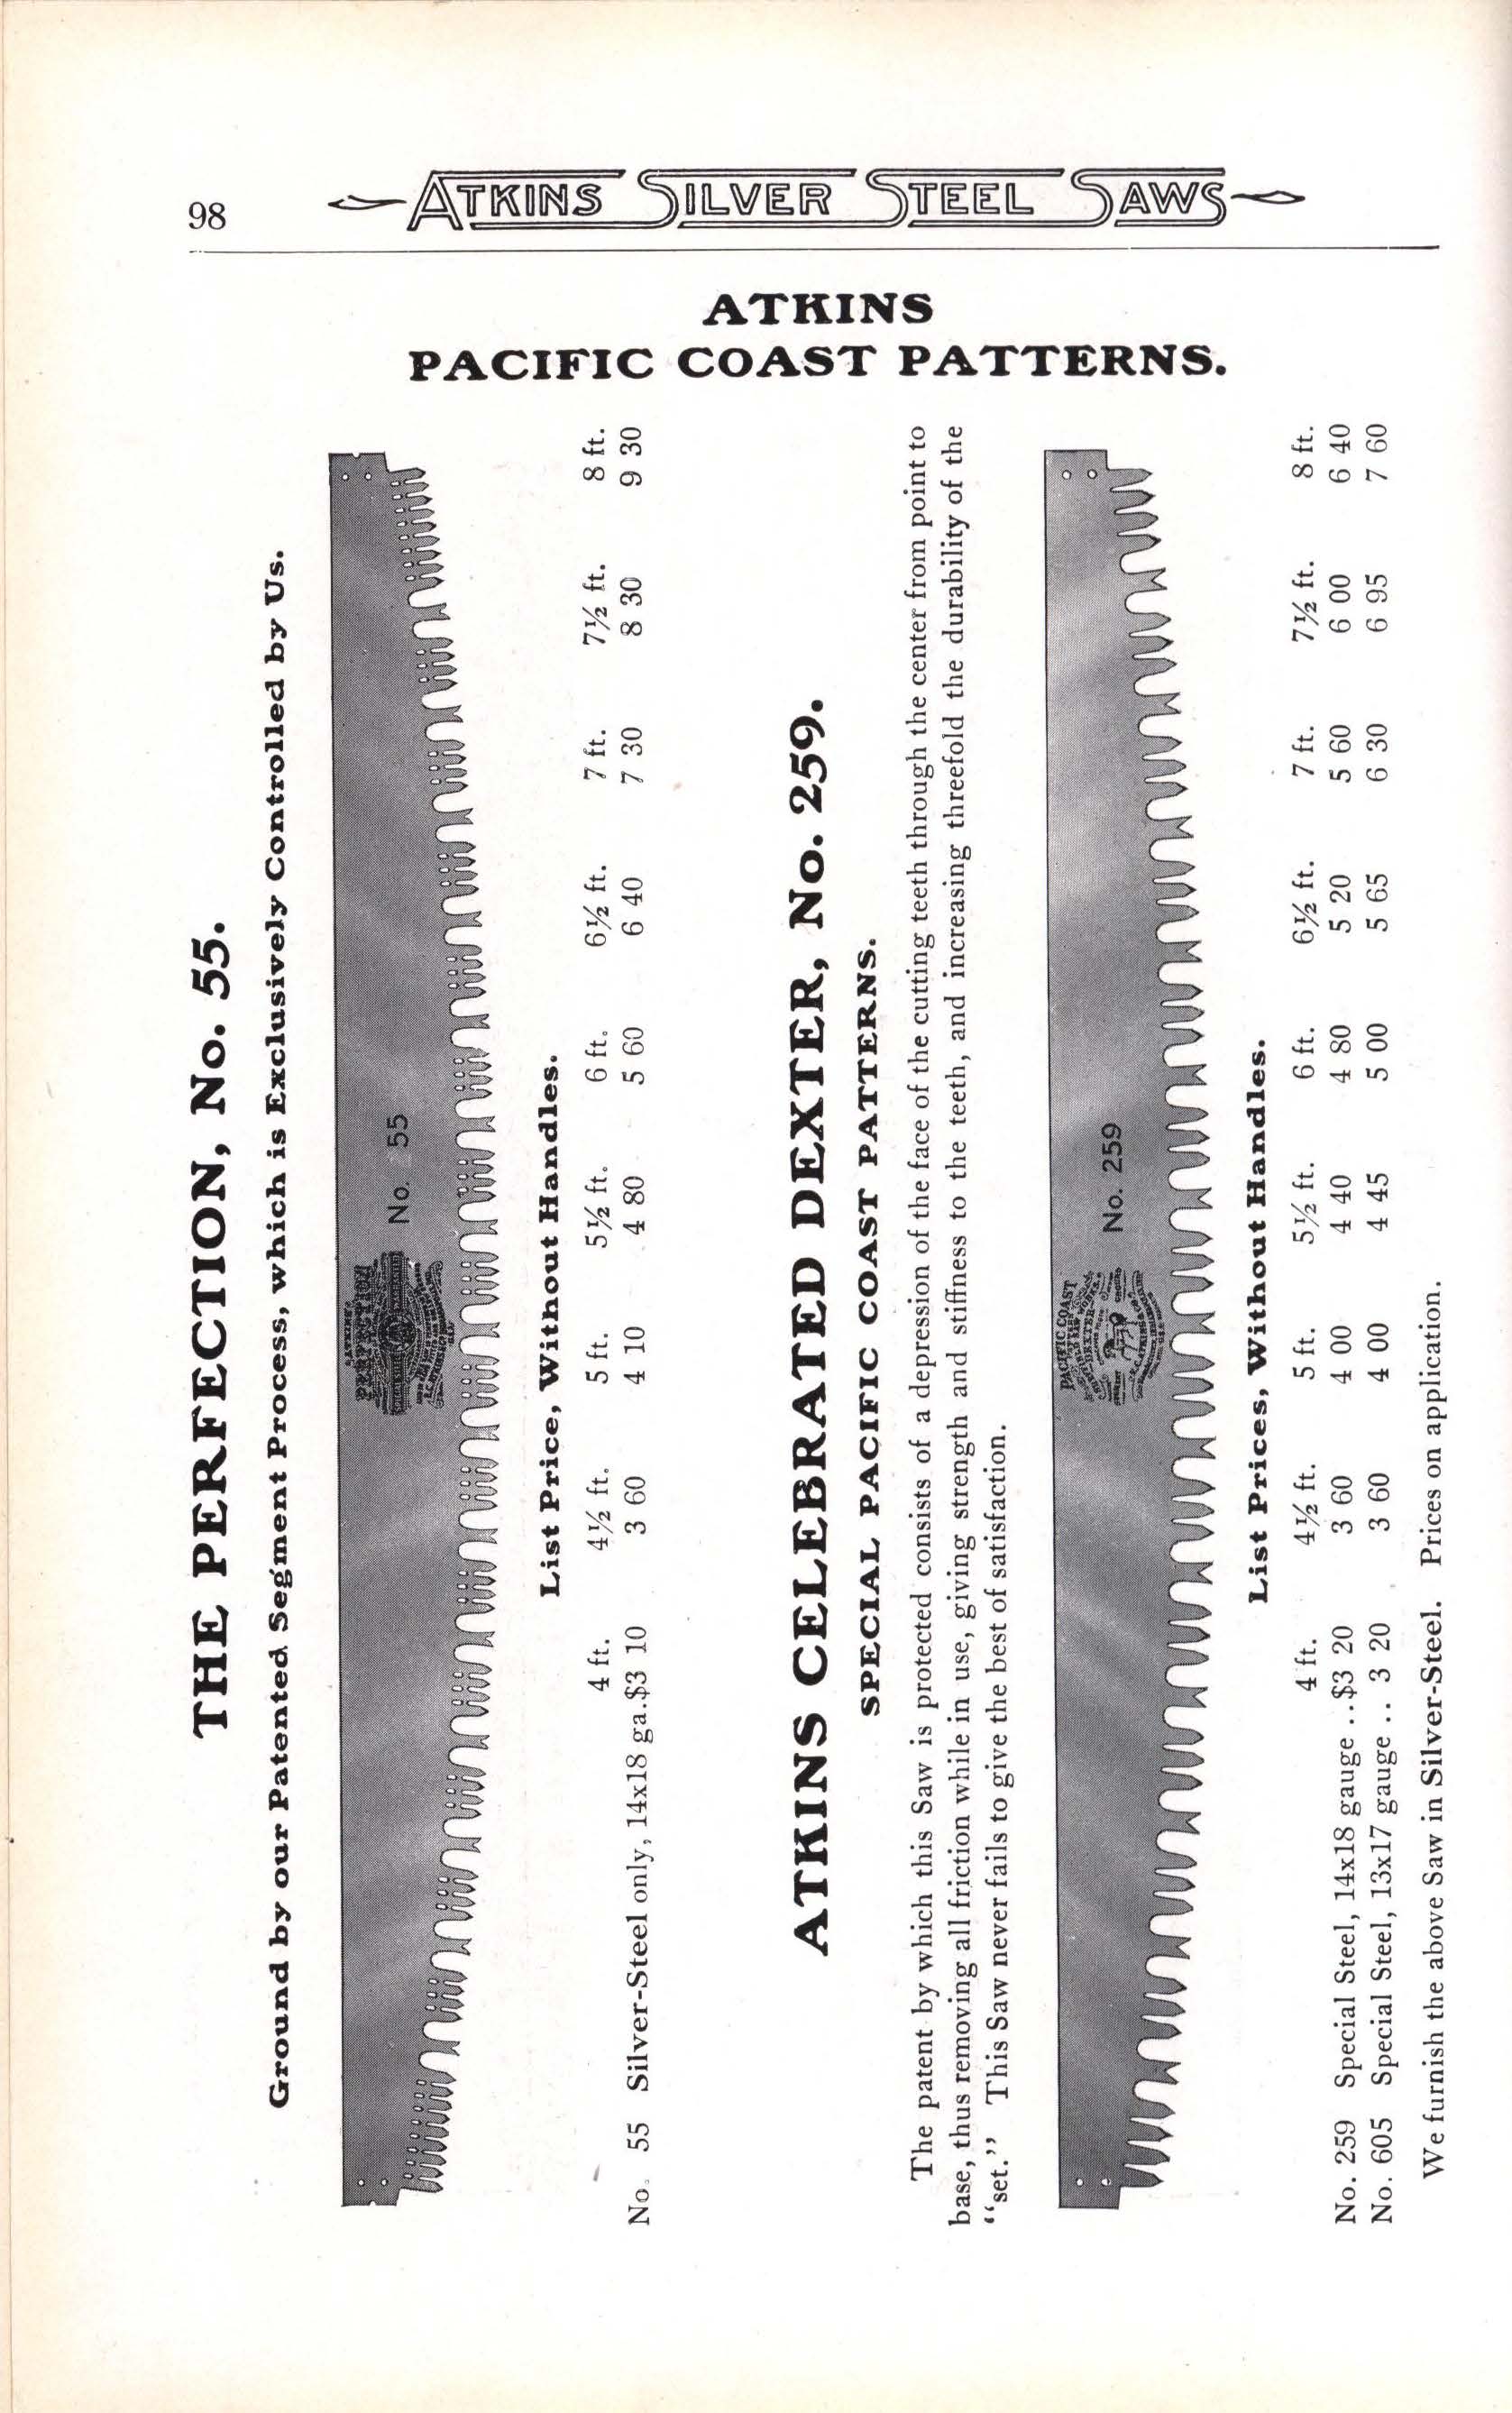 98
ATKINS SILVER STEEL SAWS
ATKINS
PACIFIC COAST PATTERNS.
THE PERFECTION, No. 55.
Ground by our Patented Segment Process, which is Exclusively Controlled by Us.
PERFECTION
No. 55
List Price, Without Handles.
4 ft. 4½ ft. 5 ft. 5½ ft. 6 ft. 6½ ft. 7 ft. 7½ ft. 8 ft.
No. 55 Silver-Steel only, 14x18 ga.$3 10 3 60 4 10 4 80 5 60 6 40 7 30 8 30 9 30
ATKINS CELEBRATED DEXTER, No. 259.
SPECIAL PACIFIC COAST PATTERNS.
The patent by which this Saw is protected consists of a depression of the face of the cutting teeth through the center from point to
base, thus removing all friction while in use, giving strength and stiffness to the teeth, and increasing threefold the durability of the
“set.” This Saw never fails to give the best of satisfaction.
PACIFIC COAST
DEXTER
No. 259
List Prices, Without Handles.
4 ft. 4½ ft. 5 ft. 5½ ft. 6 ft. 6½ ft. 7 ft. 7½ ft. 8 ft.
No. 259 Special Steel, 14x18 gauge ..$3 20 3 60 4 00 4 40 4 80 5 20 5 60 6 00 6 40
No. 605 Special Steel, 13x17 gauge .. 3 20 3 60 4 00 4 45 5 00 5 65 6 30 6 95 7 60
We furnish the above Saw in Silver-Steel. Prices on application.